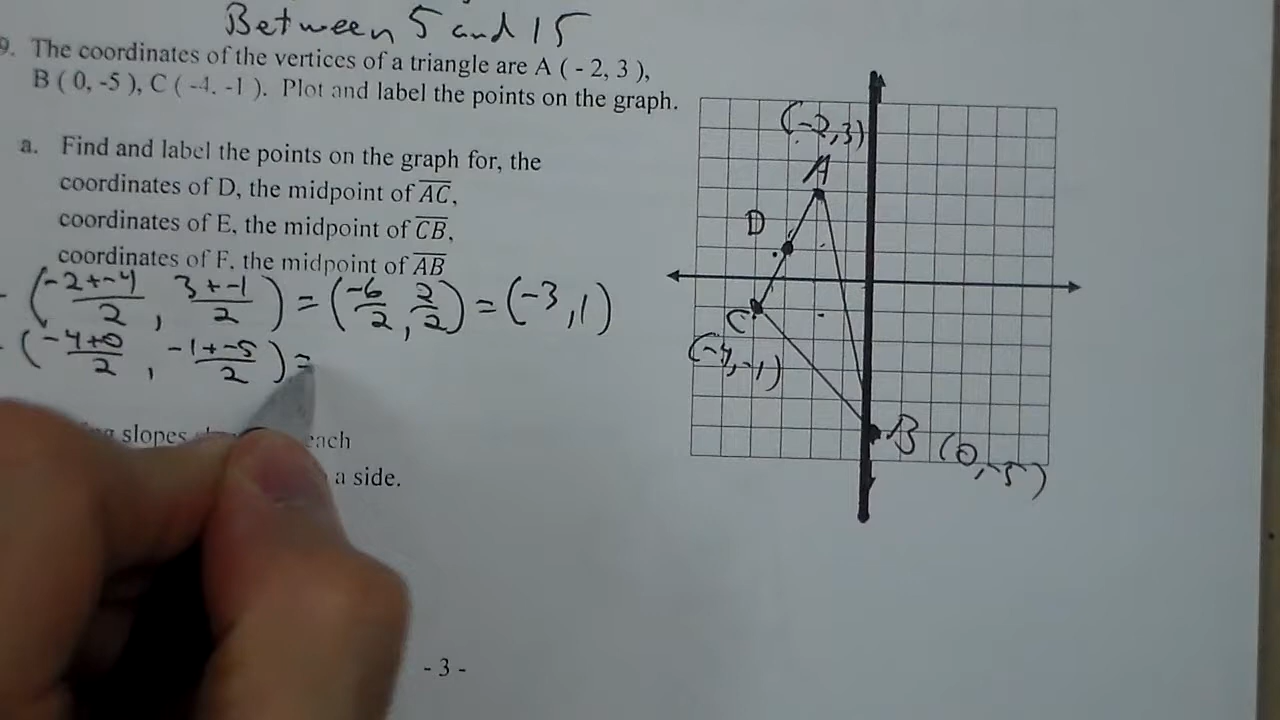 Between 5 and 15
9. The coordinates of the vertices of a triangle are A ( - 2, 3 ),
B ( 0, -5 ), C ( -4. -1 ). Plot and label the points on the graph.
a. Find and label the points on the graph for, the
coordinates of D, the midpoint of AC,
coordinates of E, the midpoint of CB,
coordinates of F, the midpoint of AB
(-2+-4/2, 3+-1/2) = (-6/2, 2/2) = (-3,1)
(-4+0/2, -1+-5/2) =
slopes each
a side.
(-2,3)
A
D
C
(-4,-1)
B (0,-5)
- 3 -